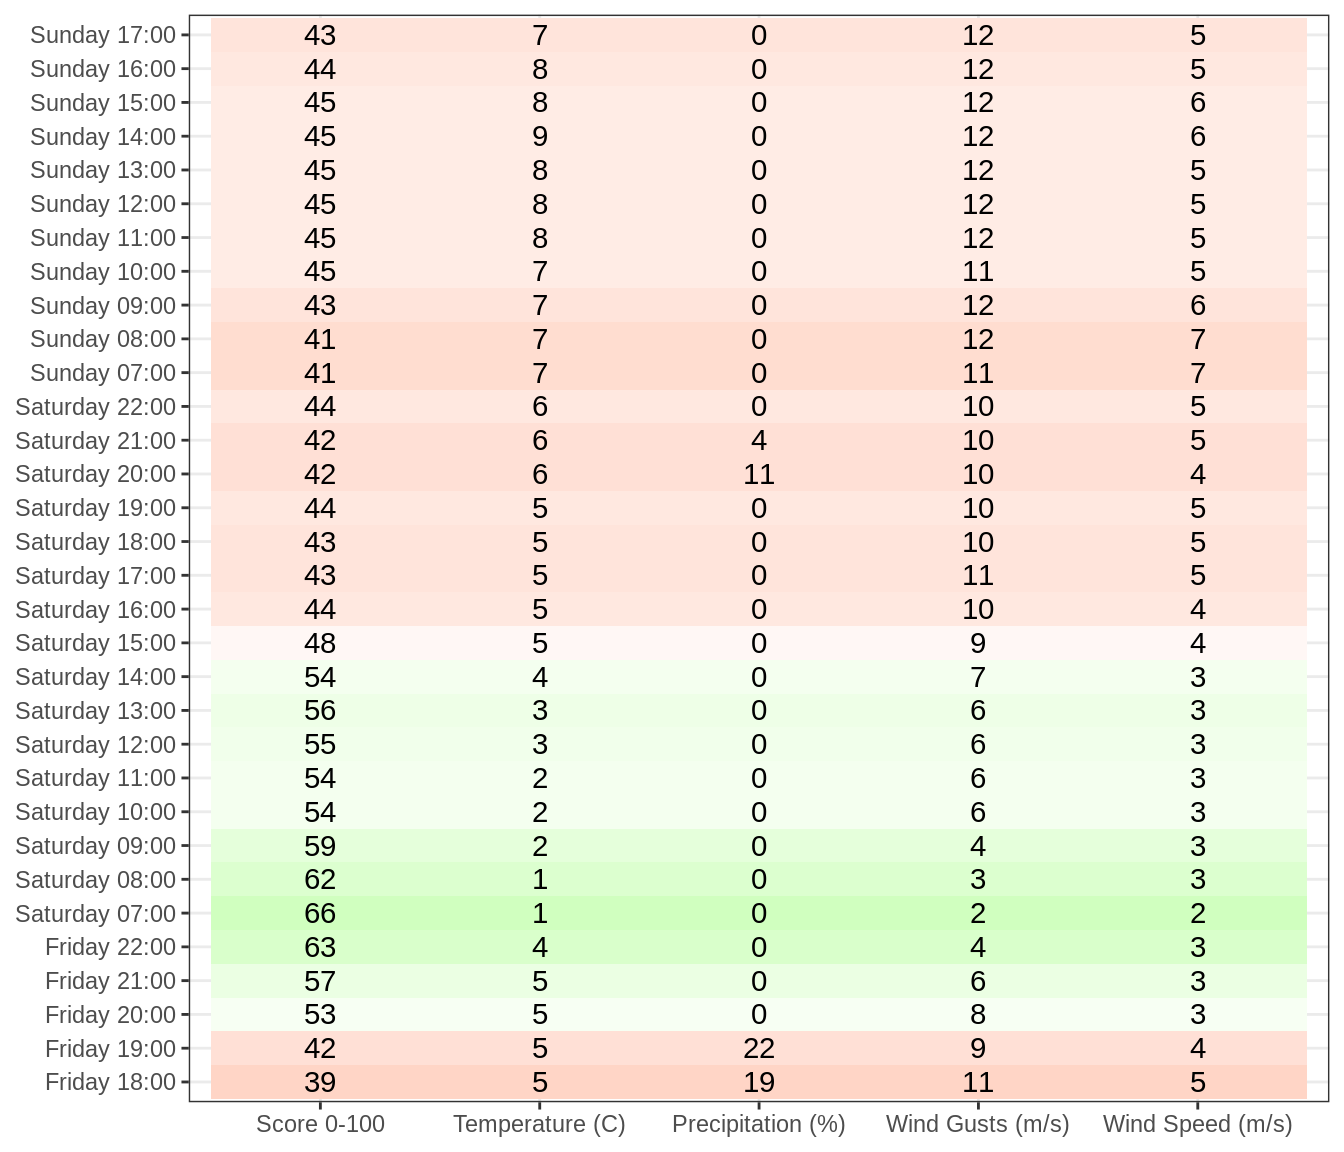 Sunday 17:00 43 7 0 12 5
Sunday 16:00 44 8 0 12 5
Sunday 15:00 45 8 0 12 6
Sunday 14:00 45 9 0 12 6
Sunday 13:00 45 8 0 12 5
Sunday 12:00 45 8 0 12 5
Sunday 11:00 45 8 0 12 5
Sunday 10:00 45 7 0 11 5
Sunday 09:00 43 7 0 12 6
Sunday 08:00 41 7 0 12 7
Sunday 07:00 41 7 0 11 7
Saturday 22:00 44 6 0 10 5
Saturday 21:00 42 6 4 10 5
Saturday 20:00 42 6 11 10 4
Saturday 19:00 44 5 0 10 5
Saturday 18:00 43 5 0 10 5
Saturday 17:00 43 5 0 11 5
Saturday 16:00 44 5 0 10 4
Saturday 15:00 48 5 0 9 4
Saturday 14:00 54 4 0 7 3
Saturday 13:00 56 3 0 6 3
Saturday 12:00 55 3 0 6 3
Saturday 11:00 54 2 0 6 3
Saturday 10:00 54 2 0 6 3
Saturday 09:00 59 2 0 4 3
Saturday 08:00 62 1 0 3 3
Saturday 07:00 66 1 0 2 2
Friday 22:00 63 4 0 4 3
Friday 21:00 57 5 0 6 3
Friday 20:00 53 5 0 8 3
Friday 19:00 42 5 22 9 4
Friday 18:00 39 5 19 11 5
Score 0-100 Temperature (C) Precipitation (%) Wind Gusts (m/s) Wind Speed (m/s)